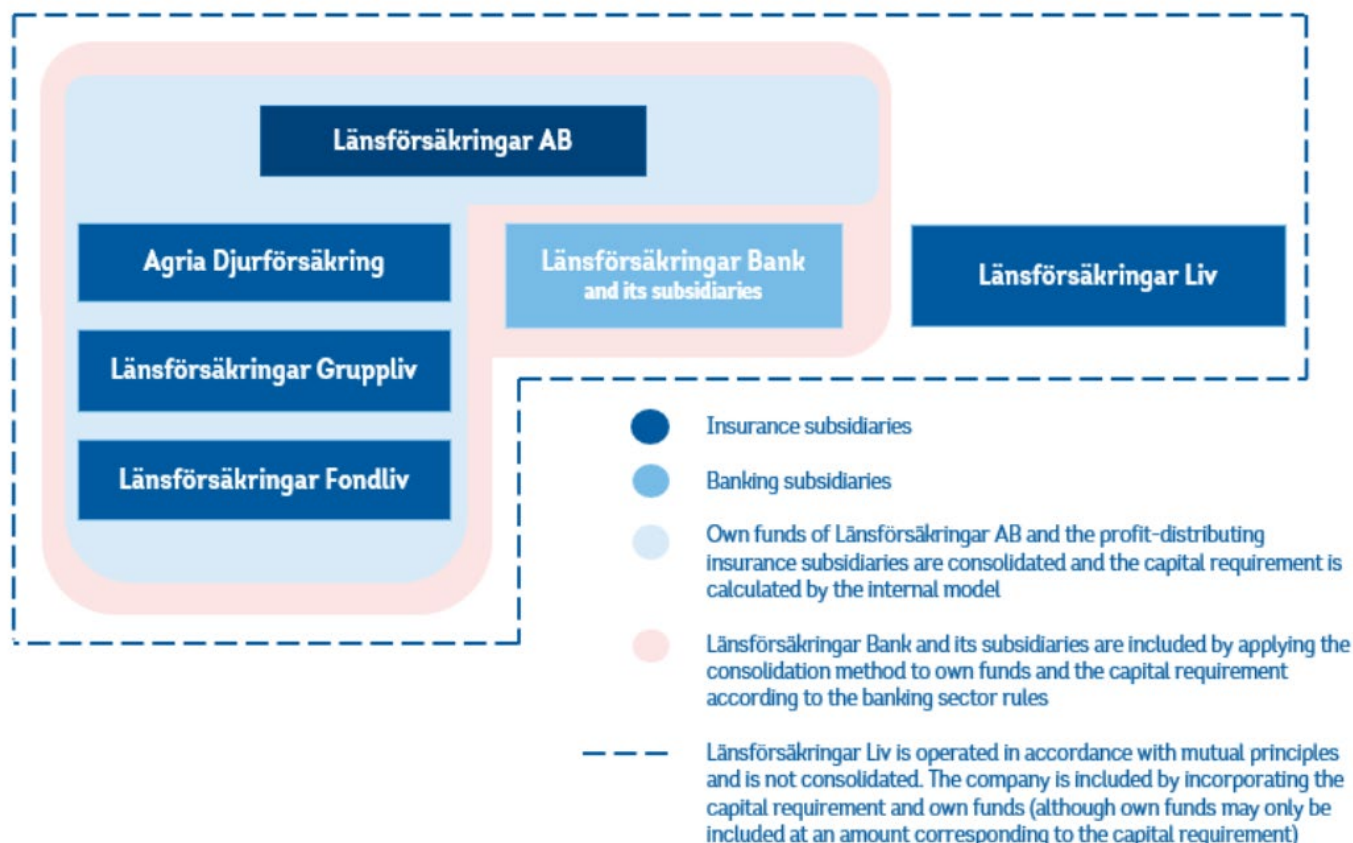 Länsförsäkringar AB
Agria Djurförsäkring
Länsförsäkringar Bank
and its subsidiaries
Länsförsäkringar Liv
Länsförsäkringar Gruppliv
Länsförsäkringar Fondliv
Insurance subsidiaries
Banking subsidiaries
Own funds of Länsförsäkringar AB and the profit-distributing
insurance subsidiaries are consolidated and the capital requirement is
calculated by the internal model
Länsförsäkringar Bank and its subsidiaries are included by applying the
consolidation method to own funds and the capital requirement
according to the banking sector rules
Länsförsäkringar Liv is operated in accordance with mutual principles
and is not consolidated. The company is included by incorporating the
capital requirement and own funds (although own funds may only be
included at an amount corresponding to the capital requirement)